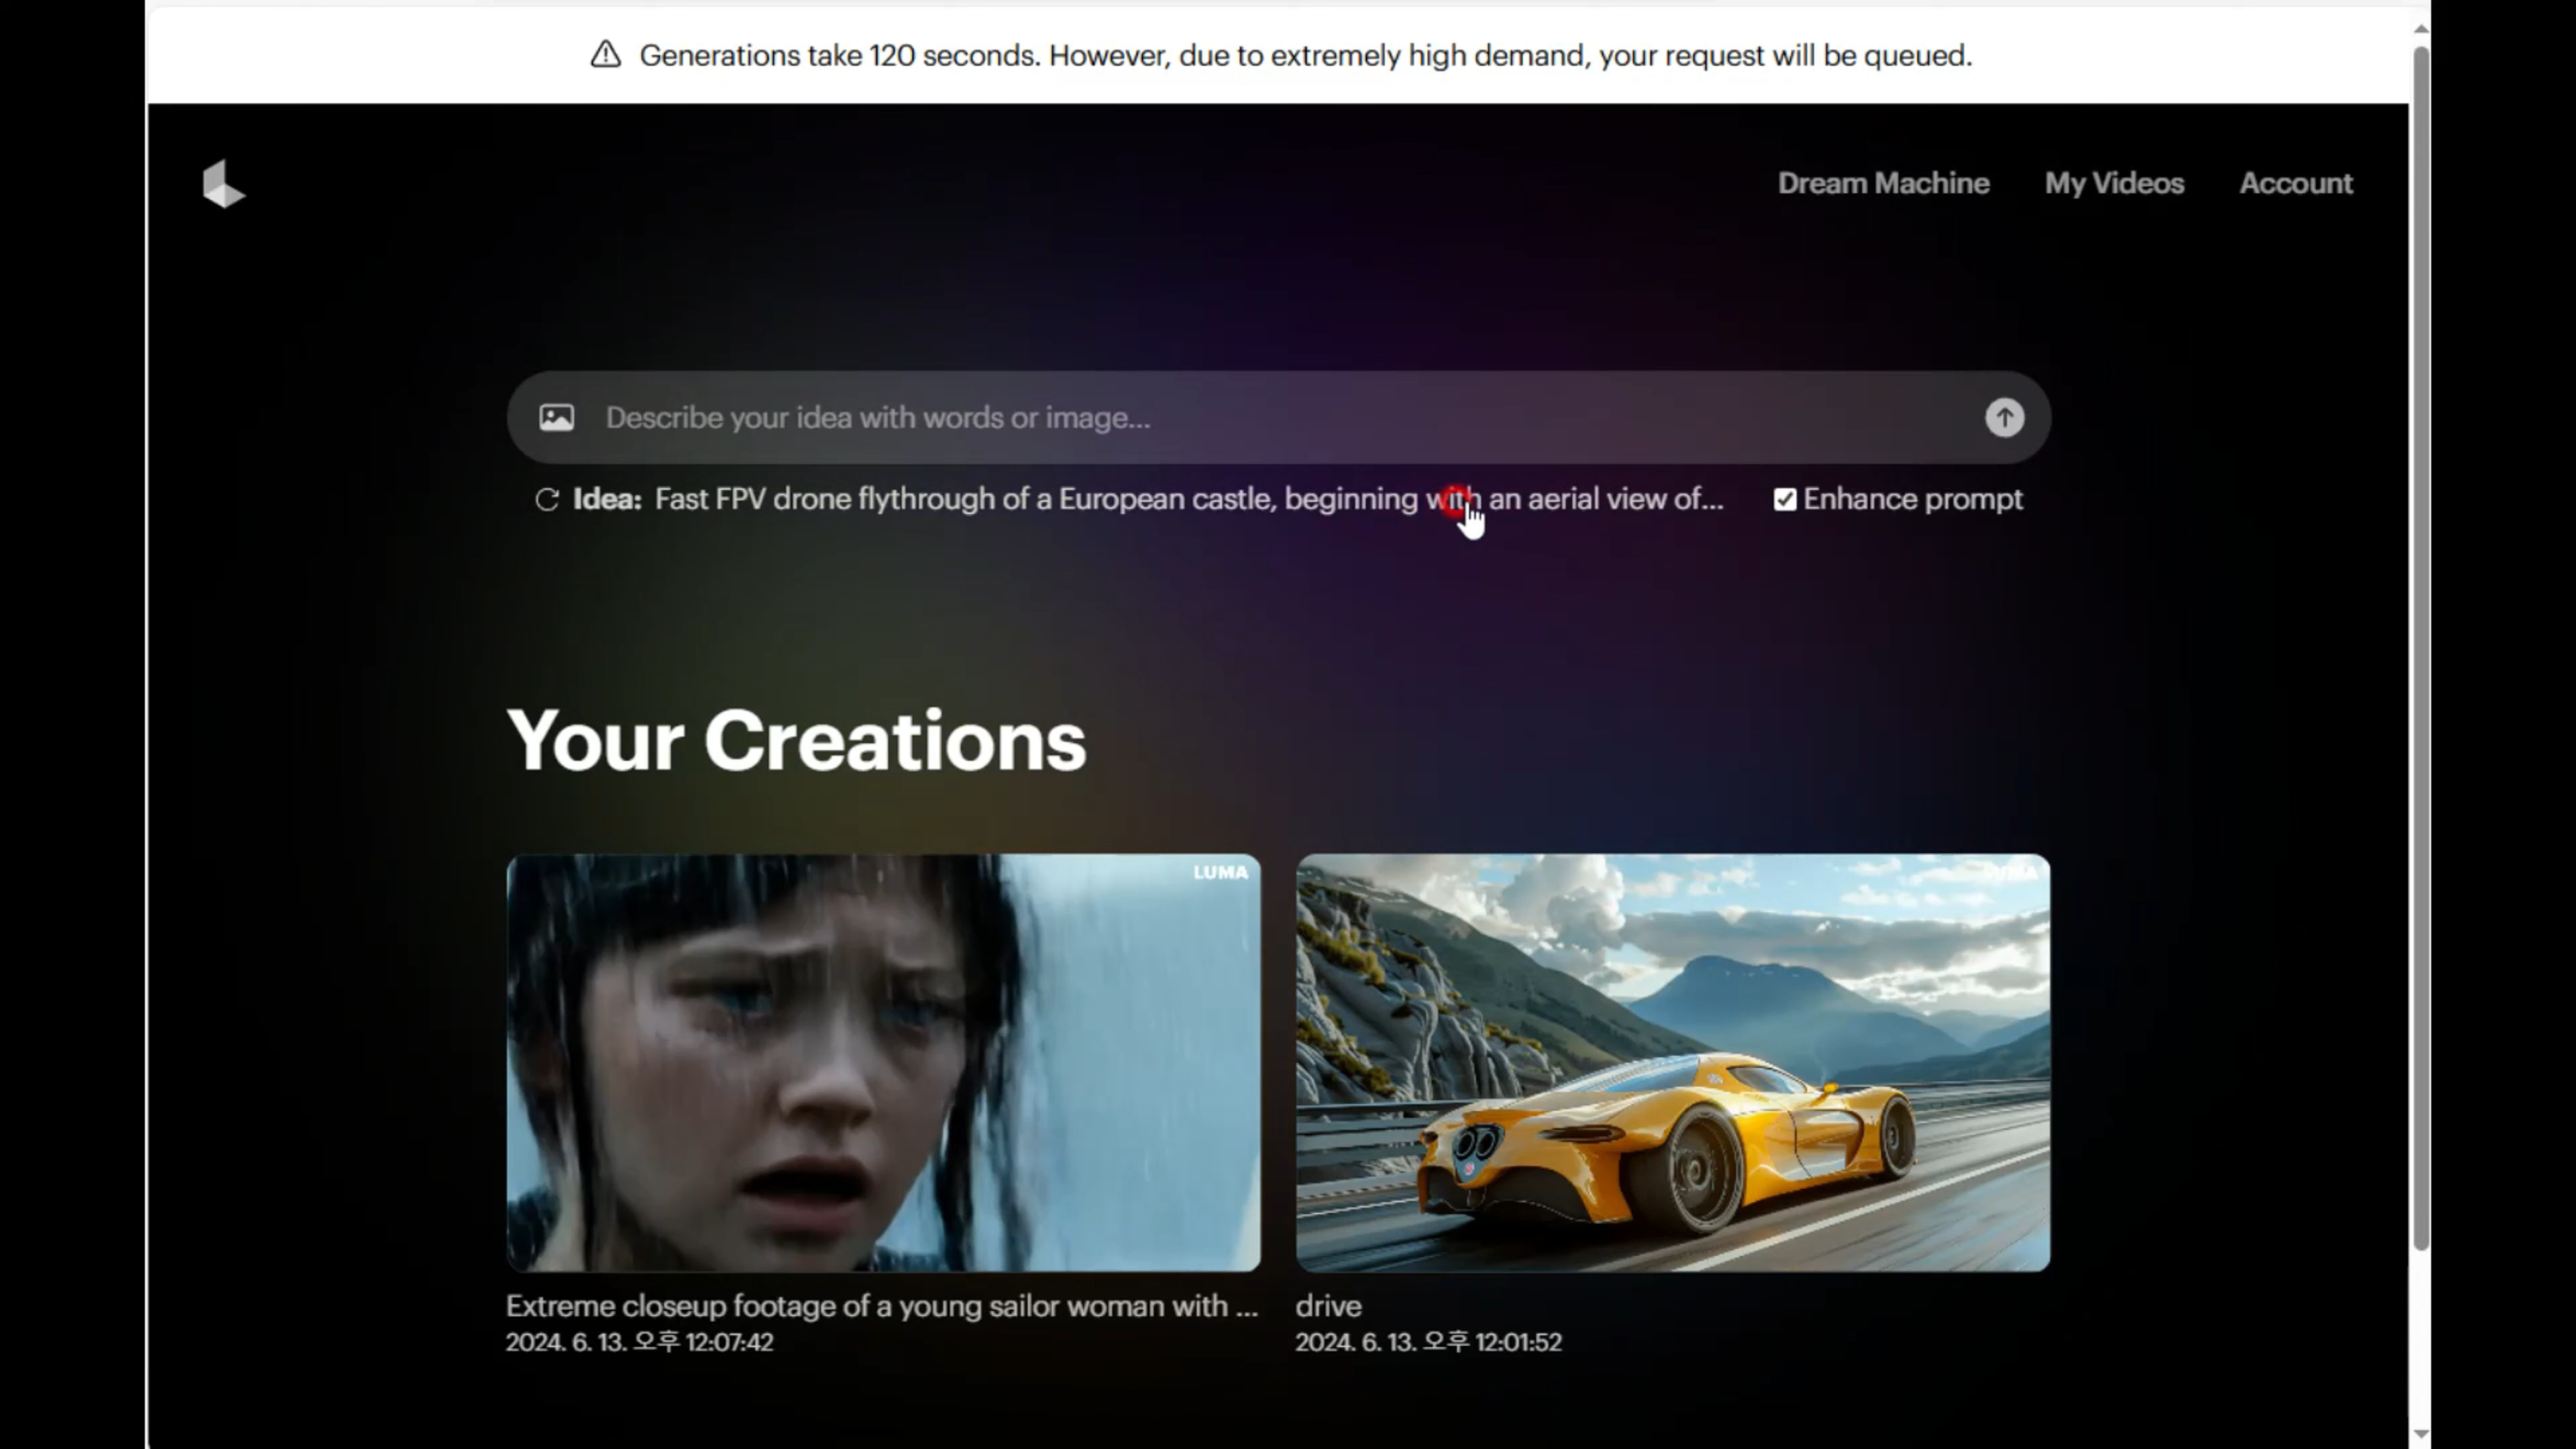 Generations take 120 seconds. However, due to extremely high demand, your request will be queued.
Dream Machine My Videos Account
Describe your idea with words or image...
Idea: Fast FPV drone flythrough of a European castle, beginning with an aerial view of...
Enhance prompt
Your Creations
LUMA
LUMA
Extreme closeup footage of a young sailor woman with ...
2024. 6. 13. 오후 12:07:42
drive
2024. 6. 13. 오후 12:01:52